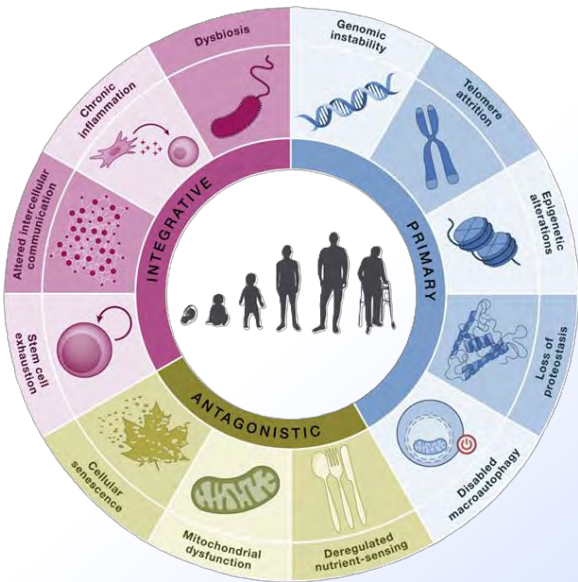 Genomic
instability
Telomere
attrition
Epigenetic
alterations
Loss of
proteostasis
Disabled
macroautophagy
Deregulated
nutrient-sensing
Mitochondrial
dysfunction
Cellular
senescence
Stem cell
exhaustion
Altered intercellular
communication
Chronic
inflammation
Dysbiosis
PRIMARY
ANTAGONISTIC
INTEGRATIVE